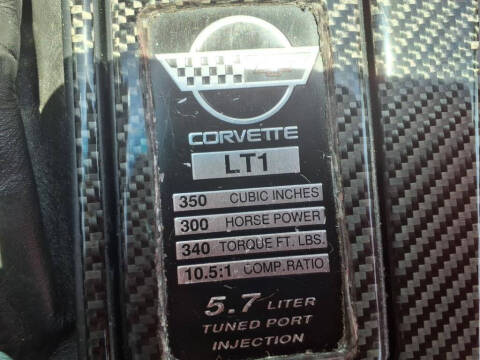 CORVETTE
LT1
350 CUBIC INCHES
300 HORSE POWER
340 TORQUE FT. LBS.
10.5:1 COMP. RATIO
5.7 LITER
TUNED PORT
INJECTION